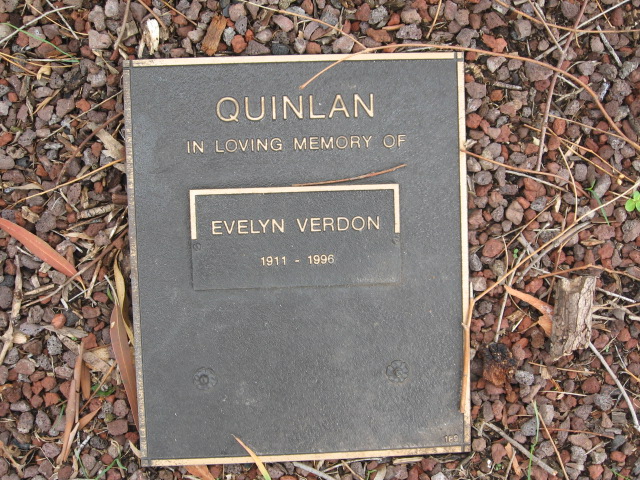 QUINLAN
IN LOVING MEMORY OF
EVELYN VERDON
1911 - 1996